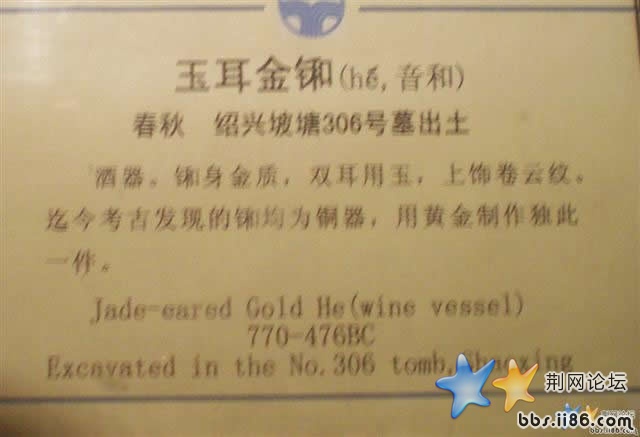 玉耳金鉌(hé,音和)
春秋 绍兴坡塘306号墓出土
酒器。鉌身金质，双耳用玉，上饰卷云纹。
迄今考古发现的鉌均为铜器，用黄金制作独此
一件。
Jade-eared Gold He(wine vessel)
770-476BC
Excavated in the No.306 tomb,Shaoxing
荆网论坛
bbs.ii86.com